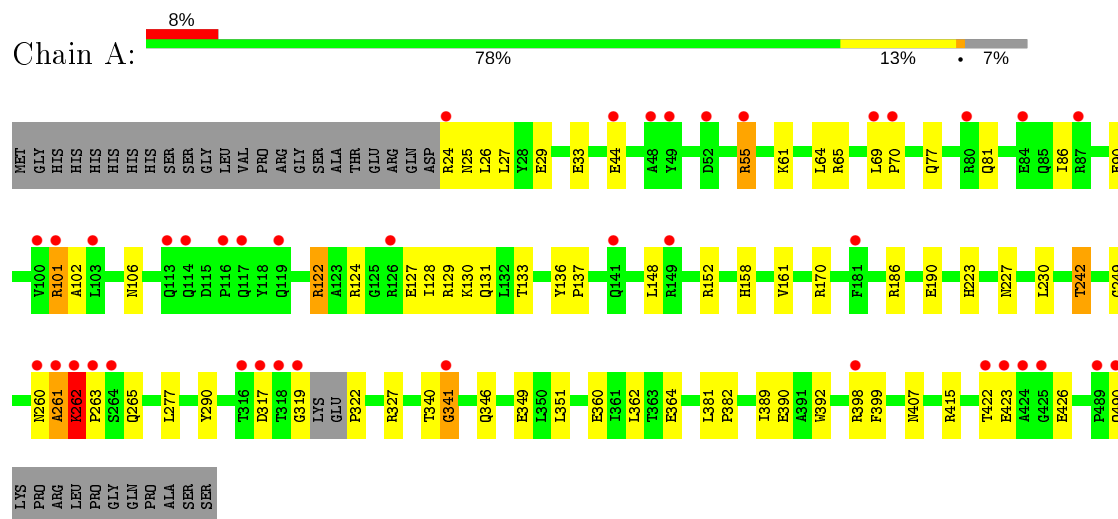 8%
Chain A:
78% 13% • 7%
MET GLY HIS HIS HIS HIS HIS HIS SER SER GLY LEU VAL PRO ARG GLY SER ALA THR GLU ARG GLN ASP R24 N25 L26 L27 Y28 E29 E33 E44 A48 Y49 D52 R55 K61 L64 R65 L69 P70 Q77 R80 Q81 E84 Q85 I86 R87
V100 R101 A102 L103 N106 Q113 Q114 D115 P116 Q117 Y118 Q119 R122 A123 R124 G125 R126 E127 I128 R129 K130 Q131 L132 T133 Y136 P137 Q141 L148 R149 R152 H158 V161 R170 F181 R186 E190 H223 N227 L230 T242
N260 A261 K262 P263 S264 Q265 L277 Y290 T316 D317 T318 G319 LYS GLU P322 R327 T340 G341 Q346 E349 L350 L351 E360 I361 L362 T363 E364 L381 P382 I389 E390 A391 W392 R398 F399 N407 R415 T422 E423 A424 G425 E426 P489
LYS PRO ARG LEU PRO GLY GLN PRO ALA SER SER